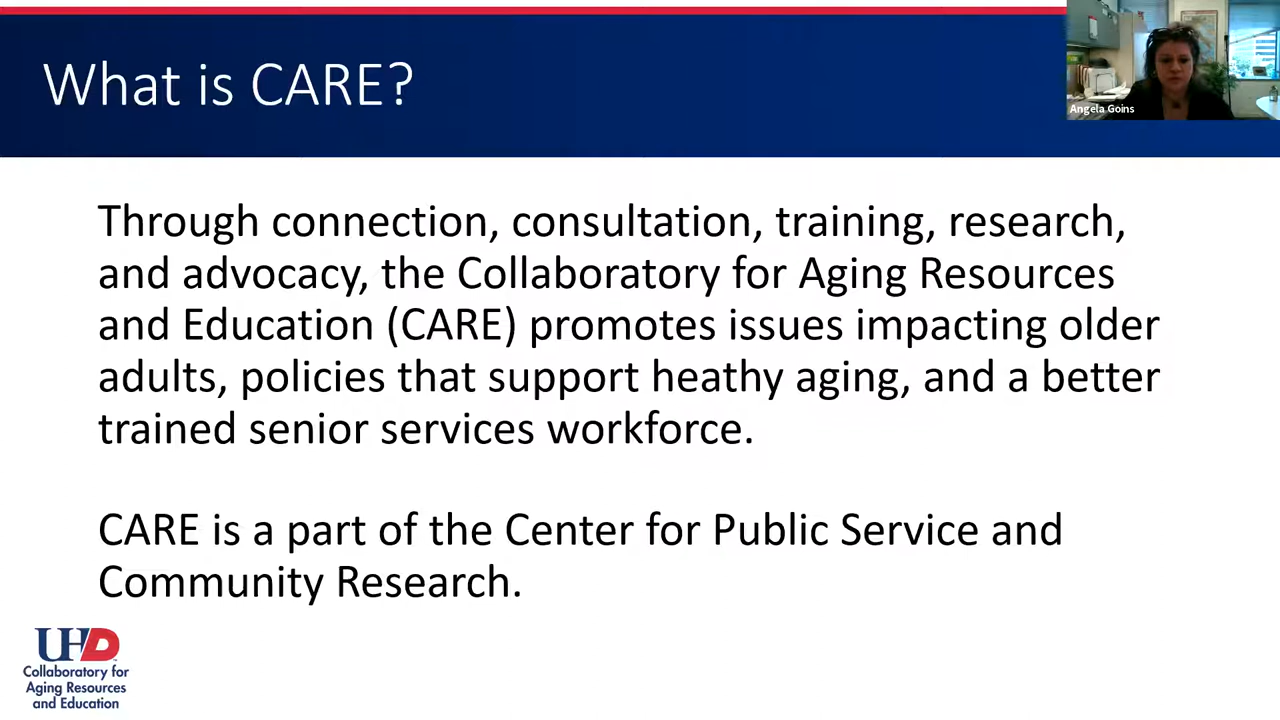 What is CARE?
Angela Goins
Through connection, consultation, training, research,
and advocacy, the Collaboratory for Aging Resources
and Education (CARE) promotes issues impacting older
adults, policies that support heathy aging, and a better
trained senior services workforce.
CARE is a part of the Center for Public Service and
Community Research.
UHD
Collaboratory for
Aging Resources
and Education